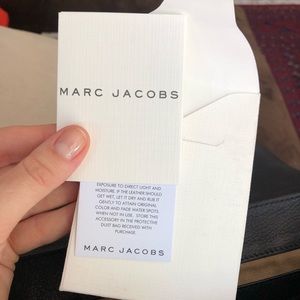 MARC JACOBS
EXPOSURE TO DIRECT LIGHT AND
MOISTURE. IF THE LEATHER SHOULD
GET WET, LET IT DRY AND RUB IT
GENTLY TO ATTAIN ORIGINAL
COLOR AND FADE WATER SPOTS
WHEN NOT IN USE, STORE THIS
ACCESSORY IN THE PROTECTIVE
DUST BAG RECEIVED WITH
PURCHASE.
MARC JACOBS